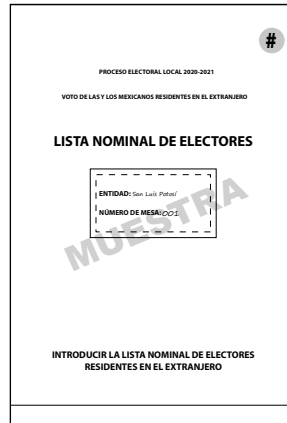 #
PROCESO ELECTORAL LOCAL 2020-2021
VOTO DE LAS Y LOS MEXICANOS RESIDENTES EN EL EXTRANJERO
LISTA NOMINAL DE ELECTORES
ENTIDAD: San Luis Potosí
NÚMERO DE MESA: 001
MUESTRA
INTRODUCIR LA LISTA NOMINAL DE ELECTORES
RESIDENTES EN EL EXTRANJERO